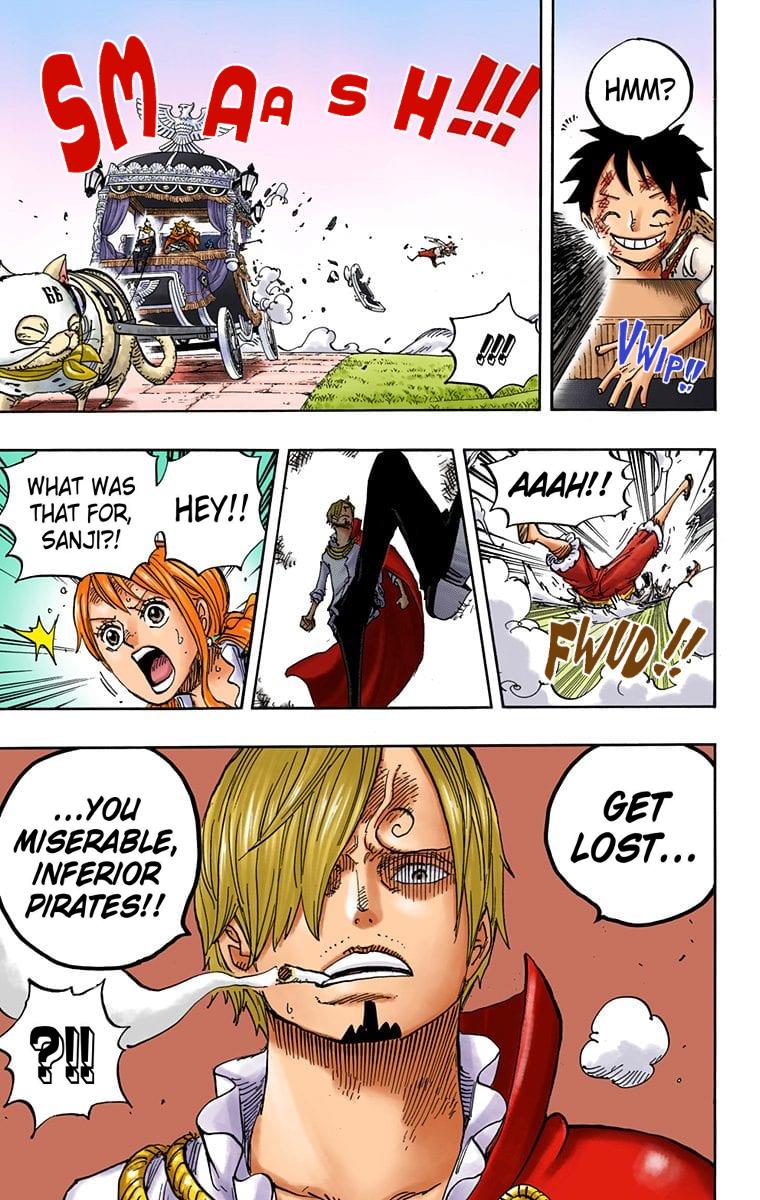 HMM?
VWIP!!
SMAASH!!!
!!!
66
AAAH!!
FWUD!!
HEY!!
WHAT WAS
THAT FOR,
SANJI?!
GET
LOST...
...YOU
MISERABLE,
INFERIOR
PIRATES!!
?!!